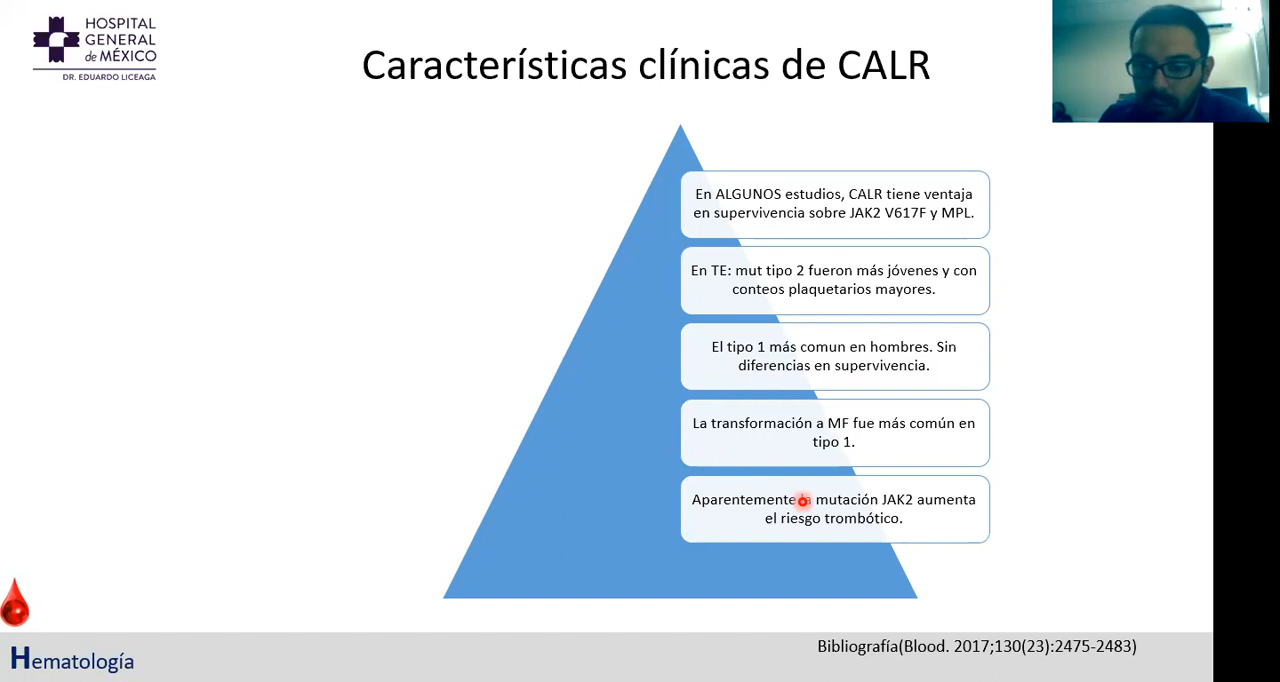 HOSPITAL
GENERAL
de MÉXICO
DR. EDUARDO LICEAGA
Características clínicas de CALR
En ALGUNOS estudios, CALR tiene ventaja
en supervivencia sobre JAK2 V617F y MPL.
En TE: mut tipo 2 fueron más jóvenes y con
conteos plaquetarios mayores.
El tipo 1 más comun en hombres. Sin
diferencias en supervivencia.
La transformación a MF fue más común en
tipo 1.
Aparentemente la mutación JAK2 aumenta
el riesgo trombótico.
Hematología
Bibliografía(Blood. 2017;130(23):2475-2483)